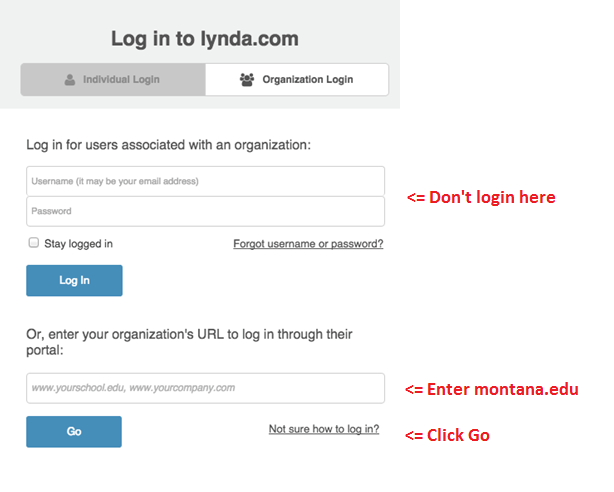 Log in to lynda.com
Individual Login
Organization Login
Log in for users associated with an organization:
Username (it may be your email address)
<= Don't login here
Password
Stay logged in
Forgot username or password?
Log In
Or, enter your organization's URL to log in through their
portal:
www.yourschool.edu, www.yourcompany.com
<= Enter montana.edu
Go
Not sure how to log in?
<= Click Go